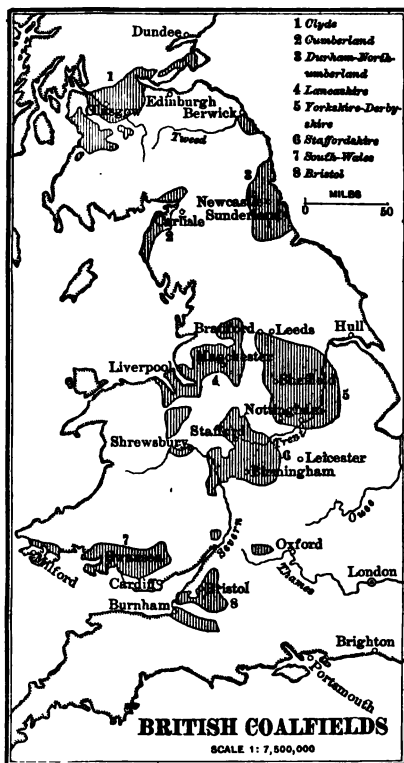 Dundee
1 Clyde
2 Cumberland
3 Durham-North-
umberland
4 Lancashire
5 Yorkshire-Derby-
shire
6 Staffordshire
7 South-Wales
8 Bristol
MILES
0 50
1
Edinburgh
Glasgow
Berwick
Tweed
3
Newcastle
Sunderland
Carlisle
2
Bradford
Leeds
Hull
Manchester
Liverpool
4
Sheffield
5
Nottingham
Stafford
Trent
Shrewsbury
6
Leicester
Birmingham
Ouse
7
Severn
Oxford
Swansea
Milford
Thames
London
Cardiff
Bristol
8
Burnham
Brighton
Portsmouth
BRITISH COALFIELDS
SCALE 1: 7,500,000